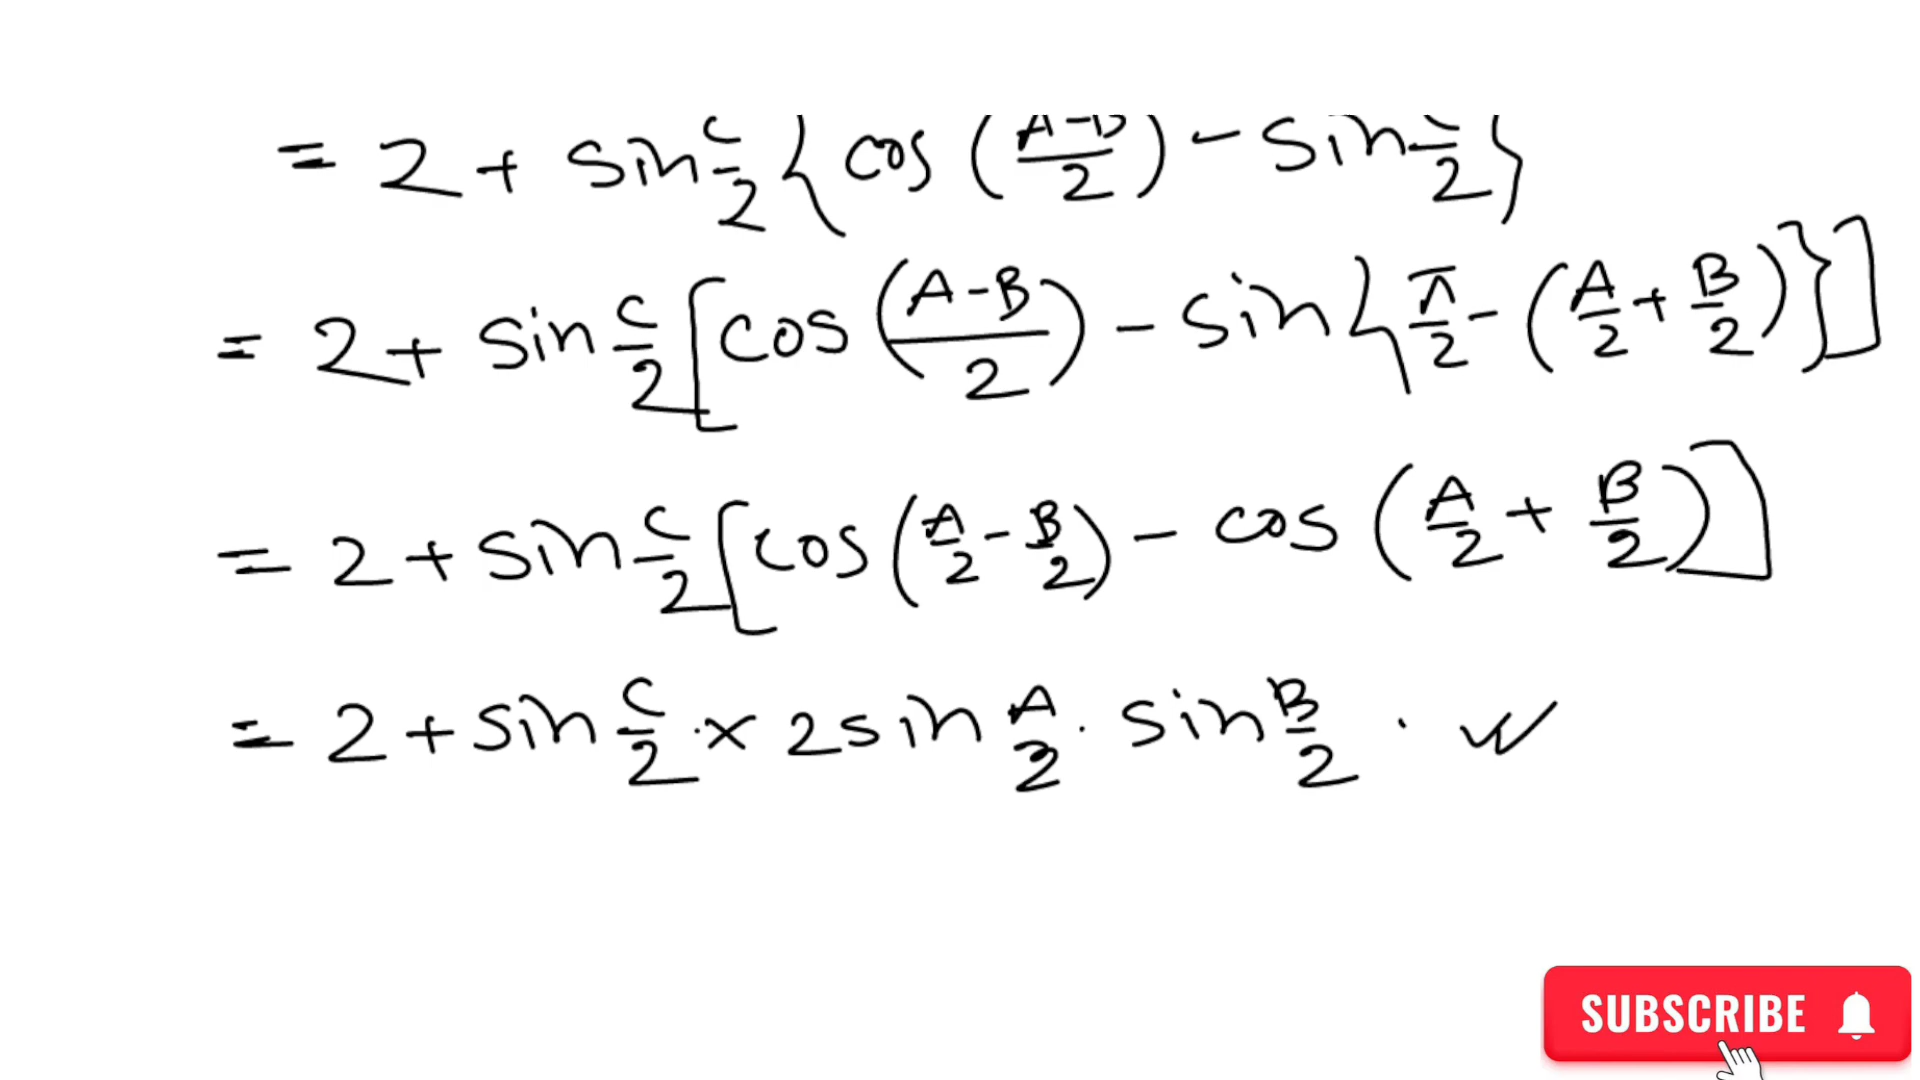 = 2 + sin C/2 { cos (A-B/2) - sin C/2 }
= 2 + sin C/2 [ cos (A-B/2) - sin { π/2 - (A/2 + B/2) } ]
= 2 + sin C/2 [ cos (A/2 - B/2) - cos (A/2 + B/2) ]
= 2 + sin C/2 . × 2 sin A/2 . sin B/2 .
SUBSCRIBE